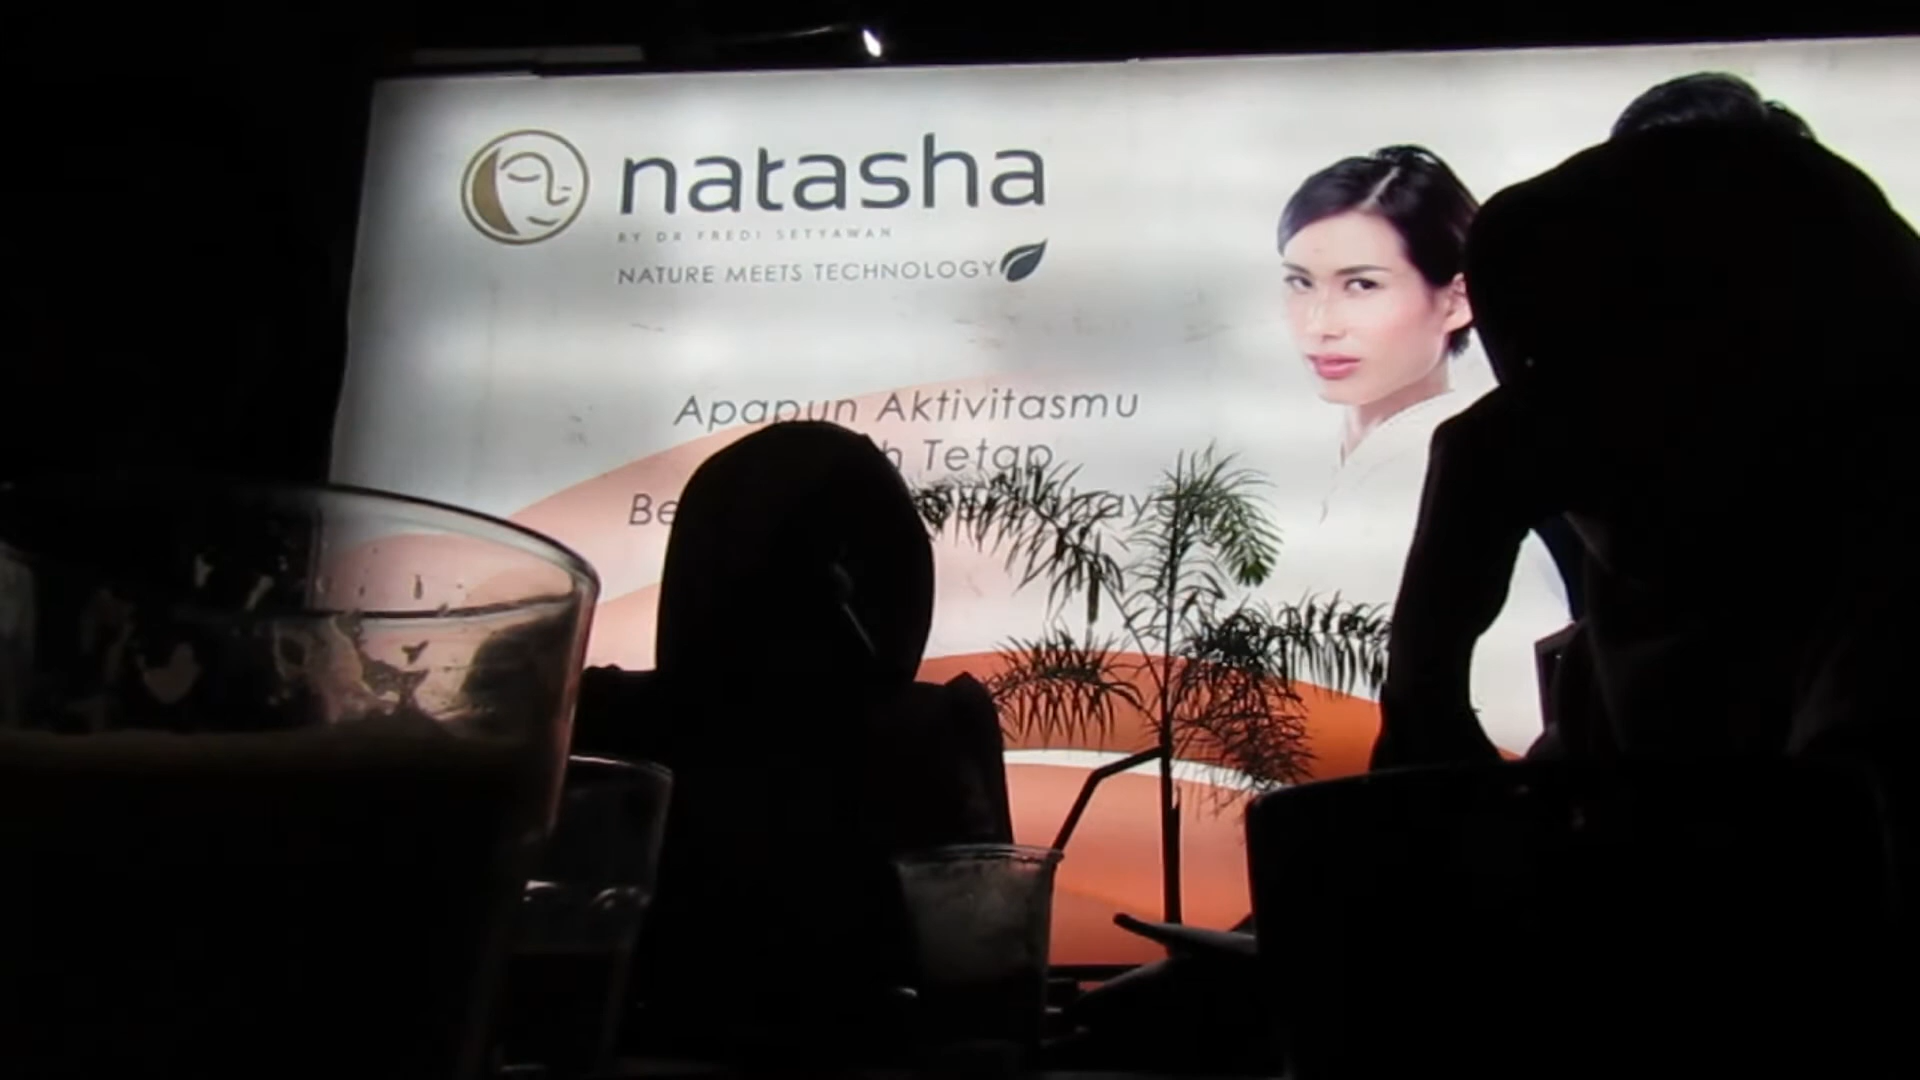 natasha
BY DR FREDI SETYAWAN
NATURE MEETS TECHNOLOGY
Apapun Aktivitasmu
Tetap